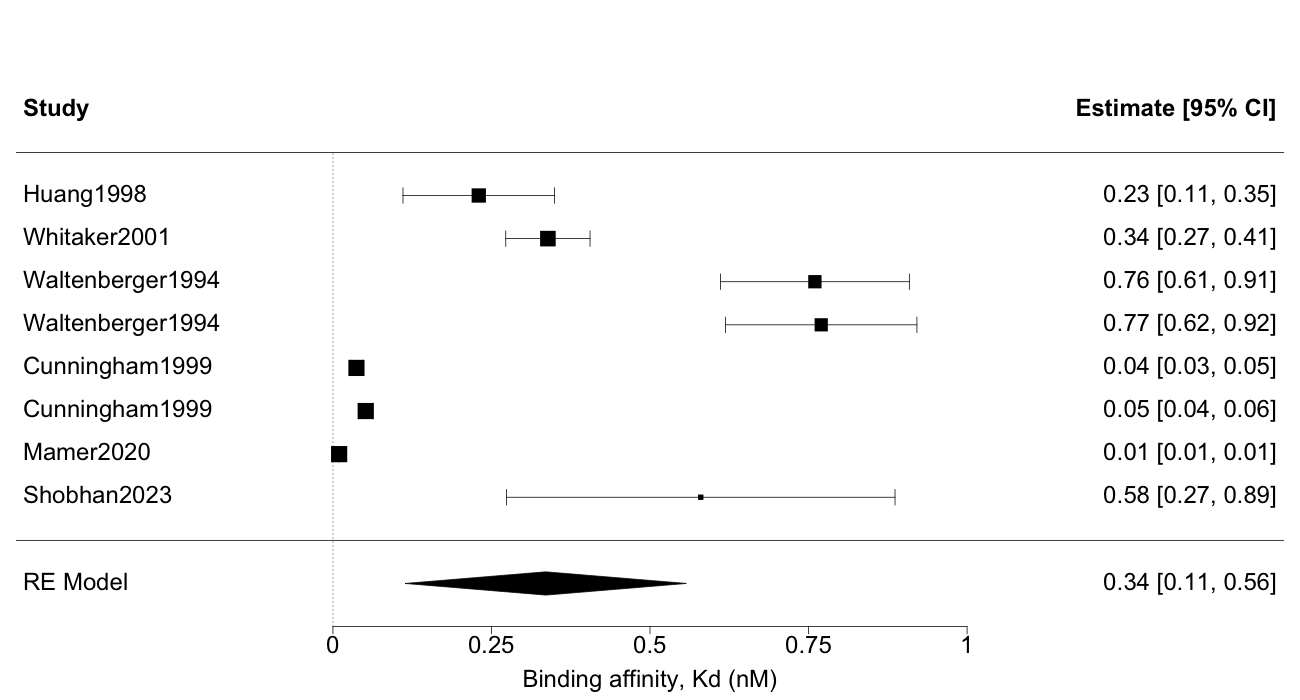 Study Estimate [95% CI]
Huang1998 0.23 [0.11, 0.35]
Whitaker2001 0.34 [0.27, 0.41]
Waltenberger1994 0.76 [0.61, 0.91]
Waltenberger1994 0.77 [0.62, 0.92]
Cunningham1999 0.04 [0.03, 0.05]
Cunningham1999 0.05 [0.04, 0.06]
Mamer2020 0.01 [0.01, 0.01]
Shobhan2023 0.58 [0.27, 0.89]
RE Model 0.34 [0.11, 0.56]
0 0.25 0.5 0.75 1
Binding affinity, Kd (nM)